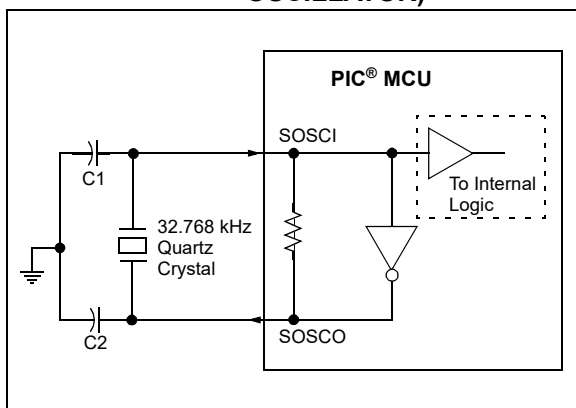 PIC® MCU
SOSCI
C1
To Internal
Logic
32.768 kHz
Quartz
Crystal
C2
SOSCO